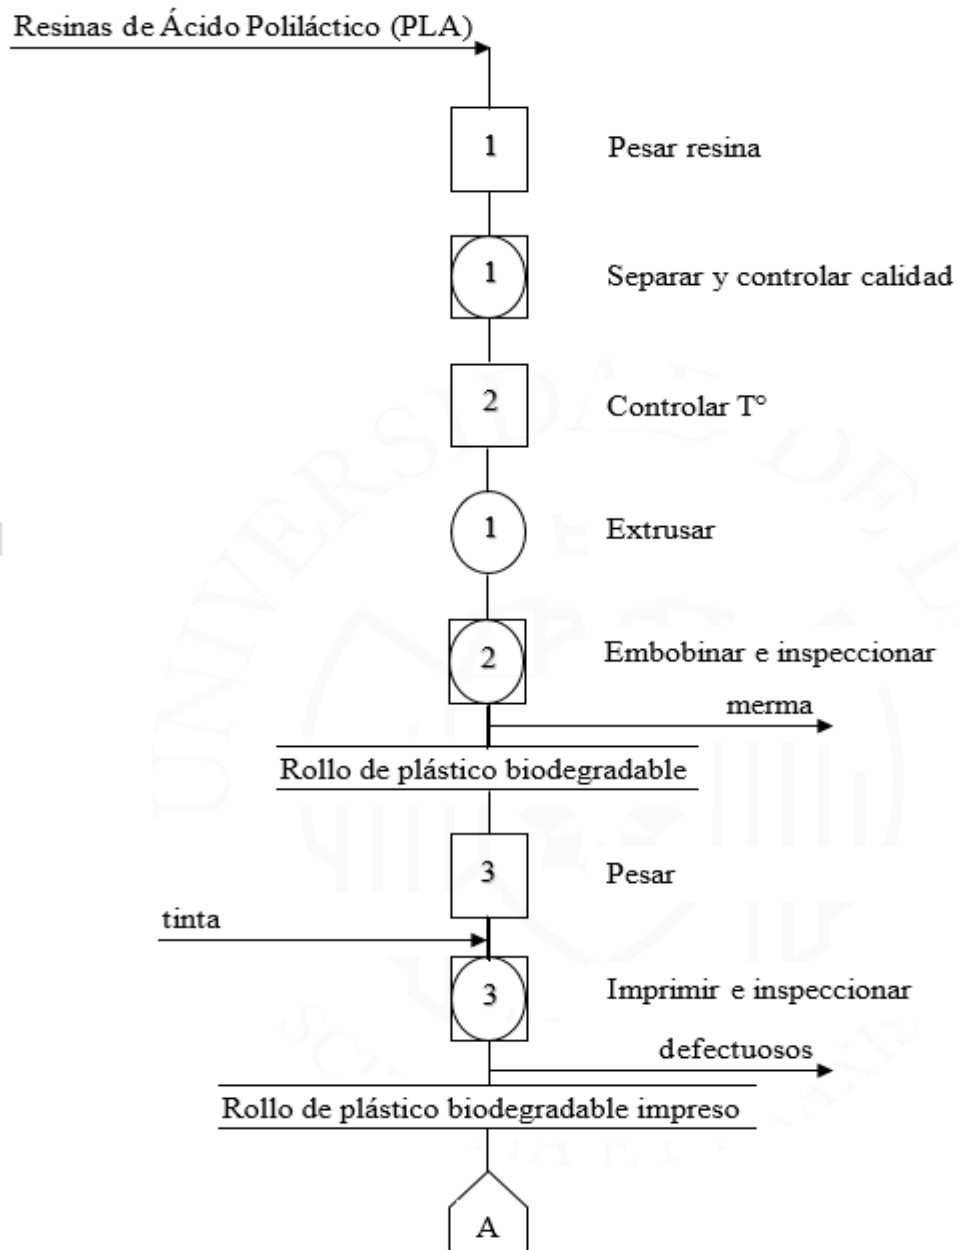 Resinas de Ácido Poliláctico (PLA)
1
Pesar resina
1
Separar y controlar calidad
2
Controlar T°
1
Extrusar
2
Embobinar e inspeccionar
merma
Rollo de plástico biodegradable
3
Pesar
tinta
3
Imprimir e inspeccionar
defectuosos
Rollo de plástico biodegradable impreso
A